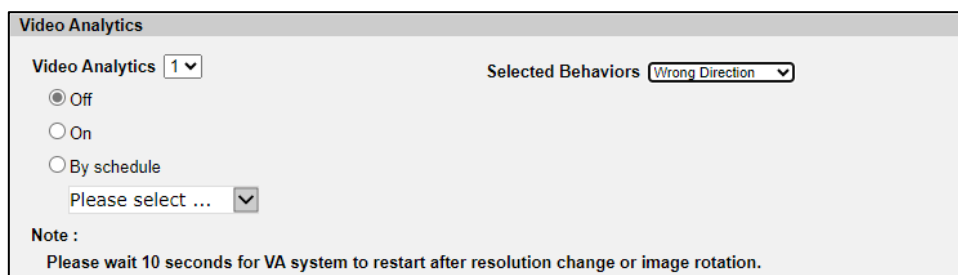 Video Analytics
Video Analytics 1
Selected Behaviors Wrong Direction
Off
On
By schedule
Please select ...
Note :
Please wait 10 seconds for VA system to restart after resolution change or image rotation.